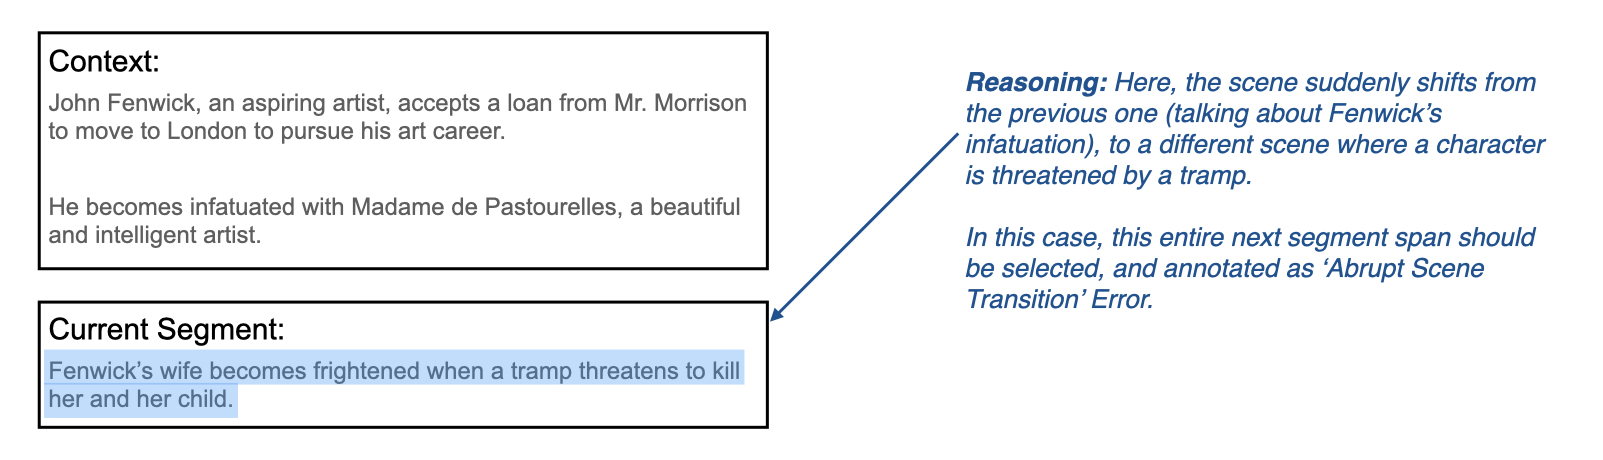 Context:
John Fenwick, an aspiring artist, accepts a loan from Mr. Morrison
to move to London to pursue his art career.
He becomes infatuated with Madame de Pastourelles, a beautiful
and intelligent artist.
Current Segment:
Fenwick’s wife becomes frightened when a tramp threatens to kill
her and her child.
Reasoning: Here, the scene suddenly shifts from
the previous one (talking about Fenwick’s
infatuation), to a different scene where a character
is threatened by a tramp.
In this case, this entire next segment span should
be selected, and annotated as ‘Abrupt Scene
Transition’ Error.